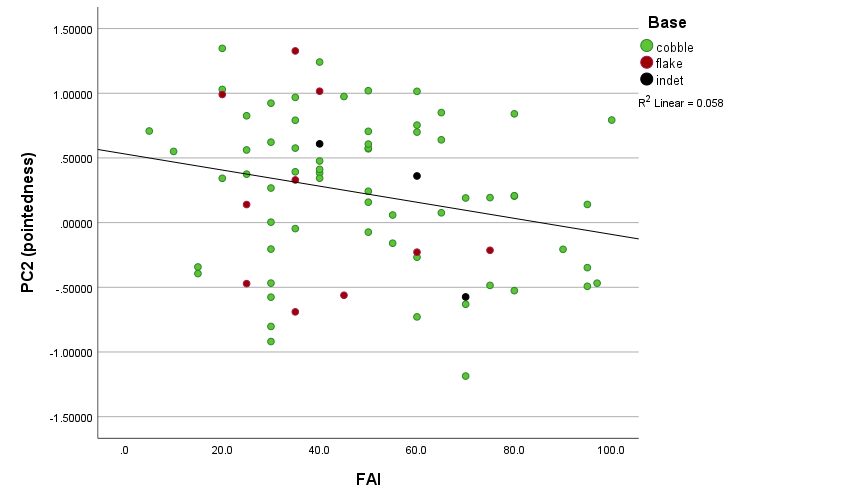 Base
cobble
flake
indet
R2 Linear = 0.058
1.50000
1.00000
.50000
.00000
-.50000
-1.00000
-1.50000
PC2 (pointedness)
.0 20.0 40.0 60.0 80.0 100.0
FAI